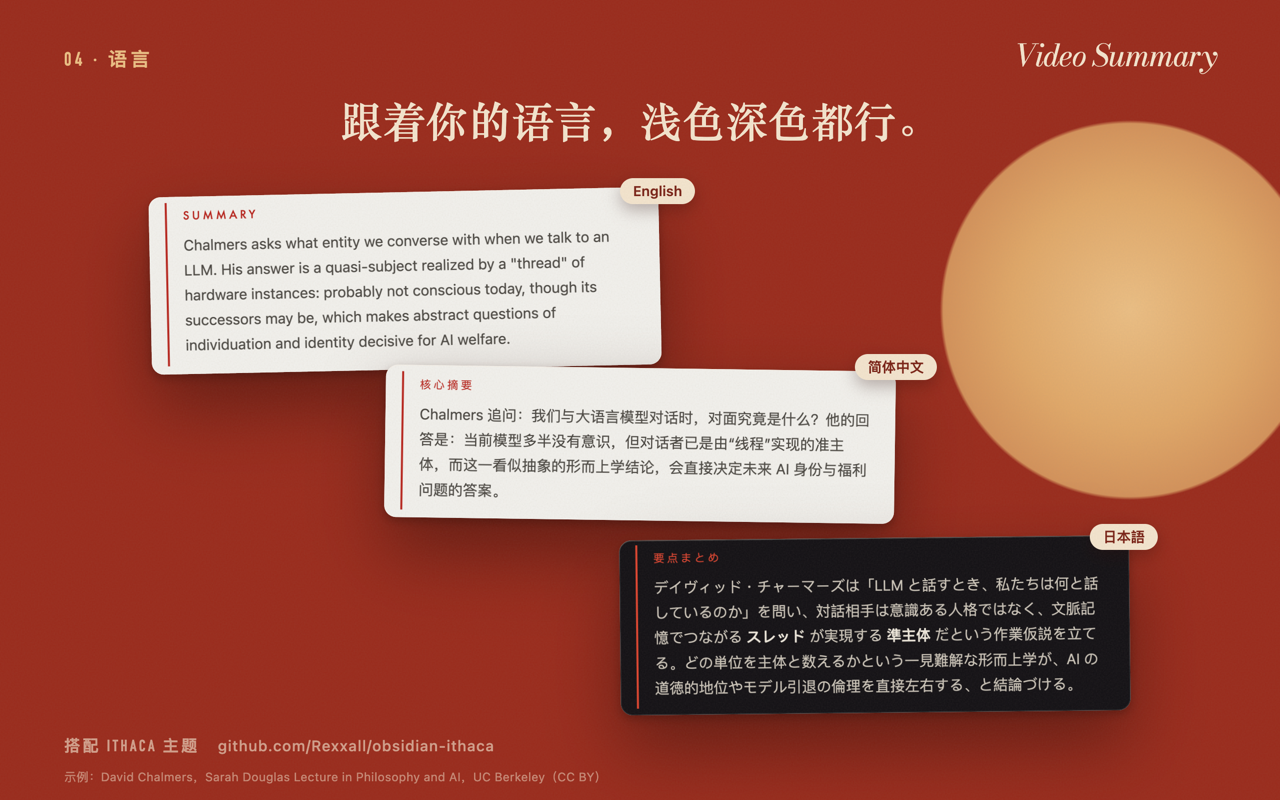 04 · 语言
Video Summary
跟着你的语言，浅色深色都行。
English
SUMMARY
Chalmers asks what entity we converse with when we talk to an
LLM. His answer is a quasi-subject realized by a "thread" of
hardware instances: probably not conscious today, though its
successors may be, which makes abstract questions of
individuation and identity decisive for AI welfare.
简体中文
核心摘要
Chalmers 追问：我们与大语言模型对话时，对面究竟是什么？他的回
答是：当前模型多半没有意识，但对话者已是由“线程”实现的准主
体，而这一看似抽象的形而上学结论，会直接决定未来 AI 身份与福利
问题的答案。
日本語
要点まとめ
デイヴィッド・チャーマーズは「LLM と話すとき、私たちは何と話
しているのか」を問い、対話相手は意識ある人格ではなく、文脈記
憶でつながる スレッド が実現する 準主体 だという作業仮説を立て
る。どの単位を主体と数えるかという一見難解な形而上学が、AI の
道徳的地位やモデル引退の倫理を直接左右する、と結論づける。
搭配 ITHACA 主题 github.com/Rexxall/obsidian-ithaca
示例：David Chalmers，Sarah Douglas Lecture in Philosophy and AI，UC Berkeley（CC BY）